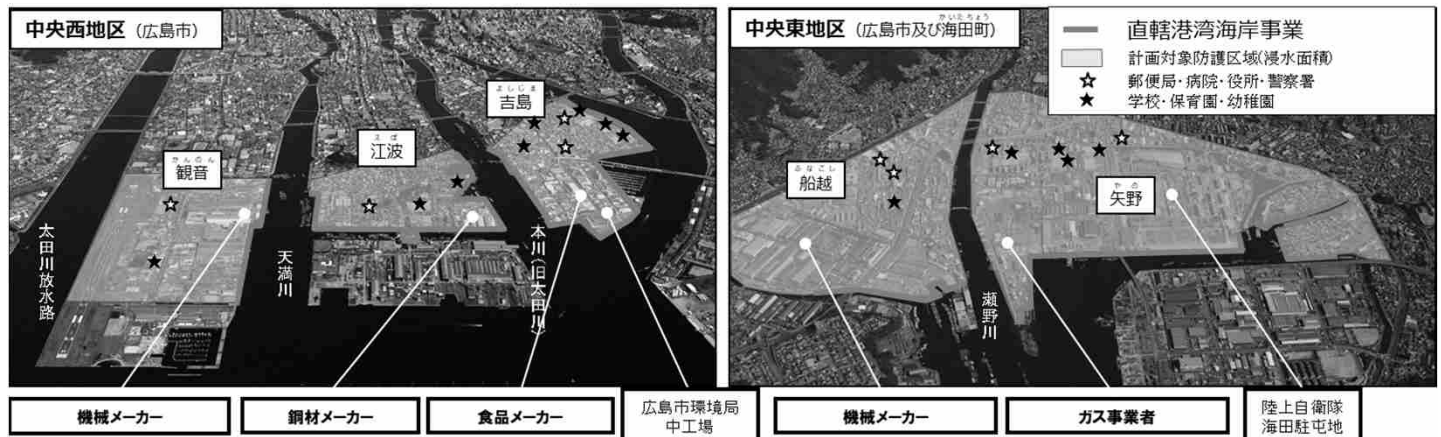 中央西地区（広島市）
よしじま
吉島
えば
江波
かんのん
観音
太田川放水路
天満川
本川（旧太田川）
機械メーカー
鋼材メーカー
食品メーカー
広島市環境局
中工場
中央東地区（広島市及び海田町）
かいたちょう
直轄港湾海岸事業
計画対象防護区域(浸水面積)
郵便局・病院・役所・警察署
学校・保育園・幼稚園
ふなこし
船越
やの
矢野
瀬野川
機械メーカー
ガス事業者
陸上自衛隊
海田駐屯地